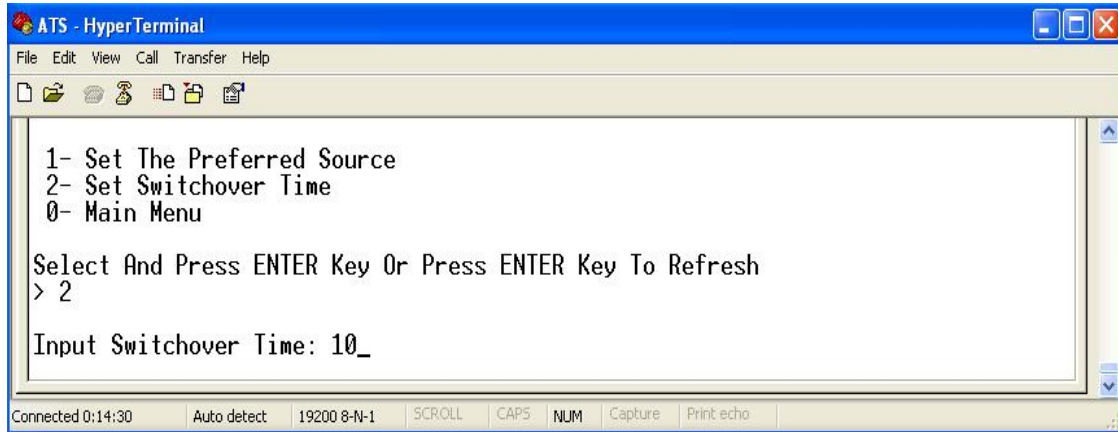 ATS - HyperTerminal
File Edit View Call Transfer Help
1- Set The Preferred Source
2- Set Switchover Time
0- Main Menu
Select And Press ENTER Key Or Press ENTER Key To Refresh
> 2
Input Switchover Time: 10_
Connected 0:14:30 Auto detect 19200 8-N-1 SCROLL CAPS NUM Capture Print echo